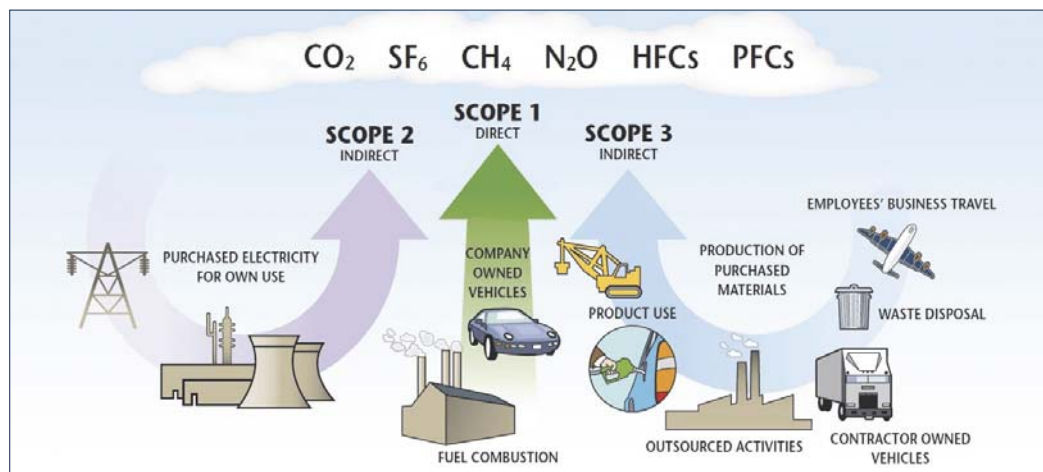 CO₂ SF₆ CH₄ N₂O HFCs PFCs
SCOPE 1
DIRECT
SCOPE 2
INDIRECT
SCOPE 3
INDIRECT
PURCHASED ELECTRICITY
FOR OWN USE
COMPANY
OWNED
VEHICLES
FUEL COMBUSTION
PRODUCT USE
PRODUCTION OF
PURCHASED
MATERIALS
OUTSOURCED ACTIVITIES
EMPLOYEES' BUSINESS TRAVEL
WASTE DISPOSAL
CONTRACTOR OWNED
VEHICLES